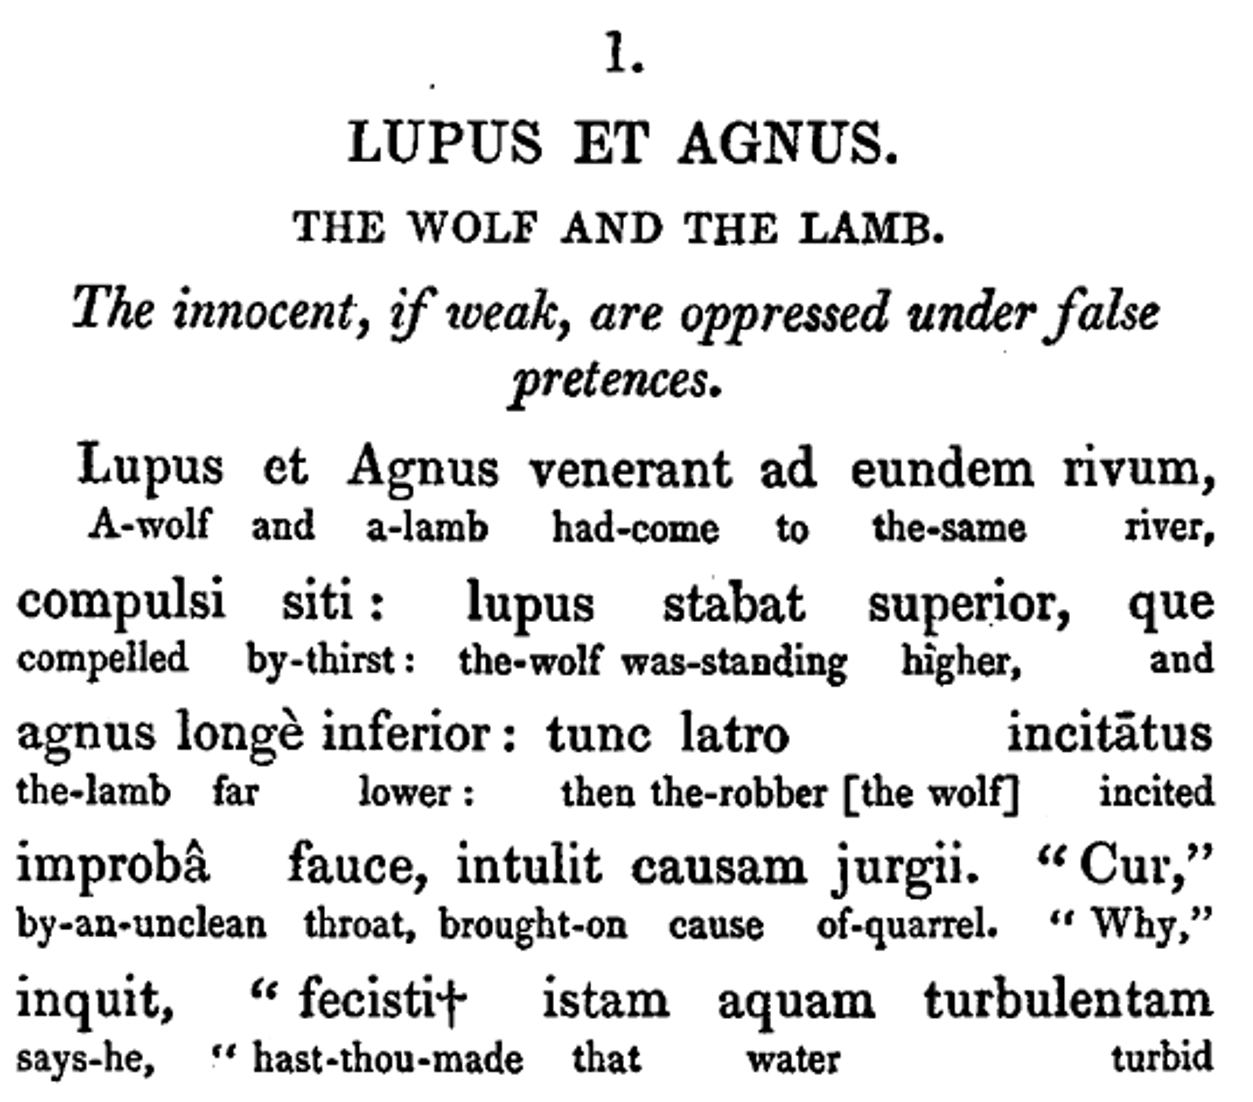 1.
LUPUS ET AGNUS.
THE WOLF AND THE LAMB.
The innocent, if weak, are oppressed under false
pretences.
Lupus et Agnus venerant ad eundem rivum,
A-wolf and a-lamb had-come to the-same river,
compulsi siti : lupus stabat superior, que
compelled by-thirst : the-wolf was-standing higher, and
agnus longè inferior : tunc latro incitātus
the-lamb far lower : then the-robber [the wolf] incited
improbâ fauce, intulit causam jurgii. “ Cur,”
by-an-unclean throat, brought-on cause of-quarrel. “ Why,”
inquit, “ fecisti† istam aquam turbulentam
says-he, “ hast-thou-made that water turbid